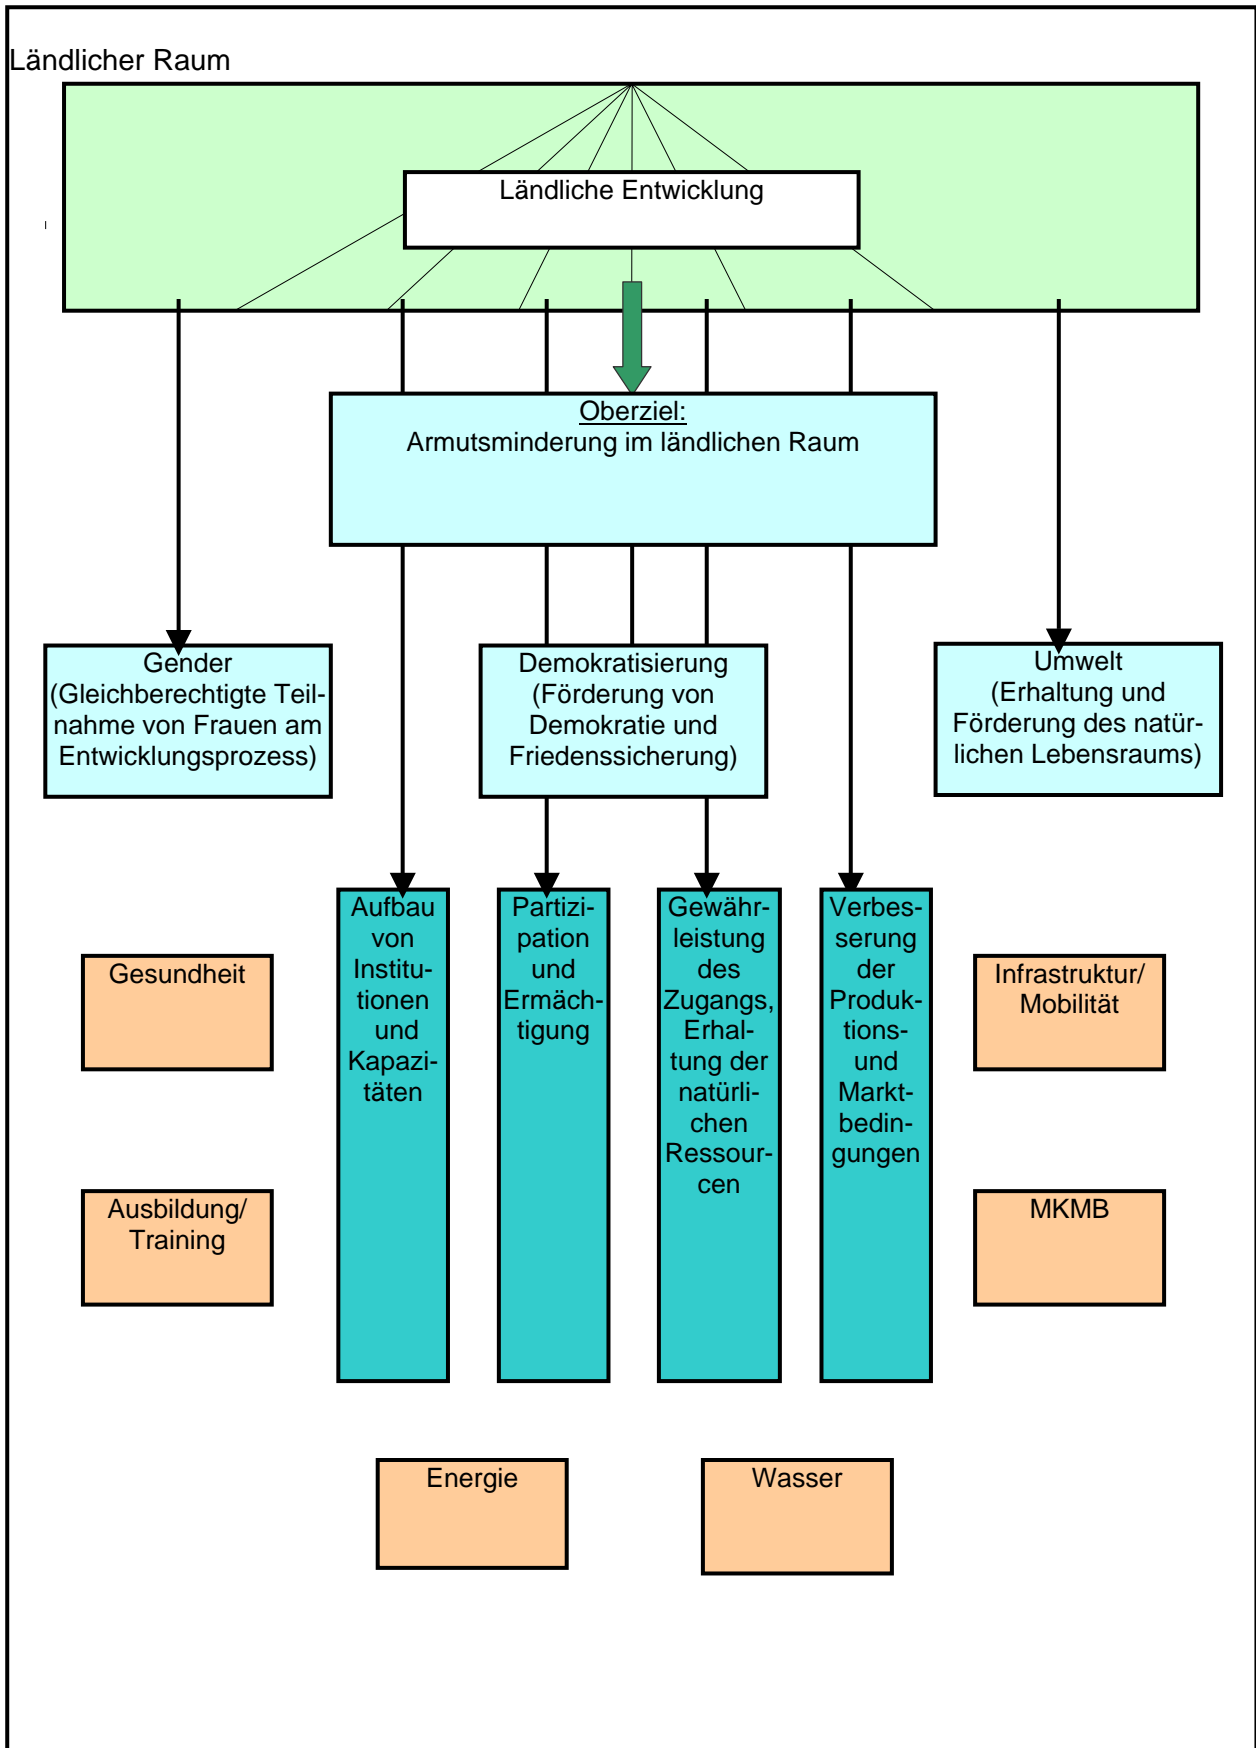 Ländlicher Raum
Ländliche Entwicklung
Oberziel:
Armutsminderung im ländlichen Raum
Gender
(Gleichberechtigte Teil-
nahme von Frauen am
Entwicklungsprozess)
Demokratisierung
(Förderung von
Demokratie und
Friedenssicherung)
Umwelt
(Erhaltung und
Förderung des natür-
lichen Lebensraums)
Aufbau
von
Institu-
tionen
und
Kapazi-
täten
Partizi-
pation
und
Ermäch-
tigung
Gewähr-
leistung
des
Zugangs,
Erhal-
tung der
natürli-
chen
Ressour-
cen
Verbes-
serung
der
Produk-
tions-
und
Markt-
bedin-
gungen
Gesundheit
Infrastruktur/
Mobilität
Ausbildung/
Training
MKMB
Energie
Wasser